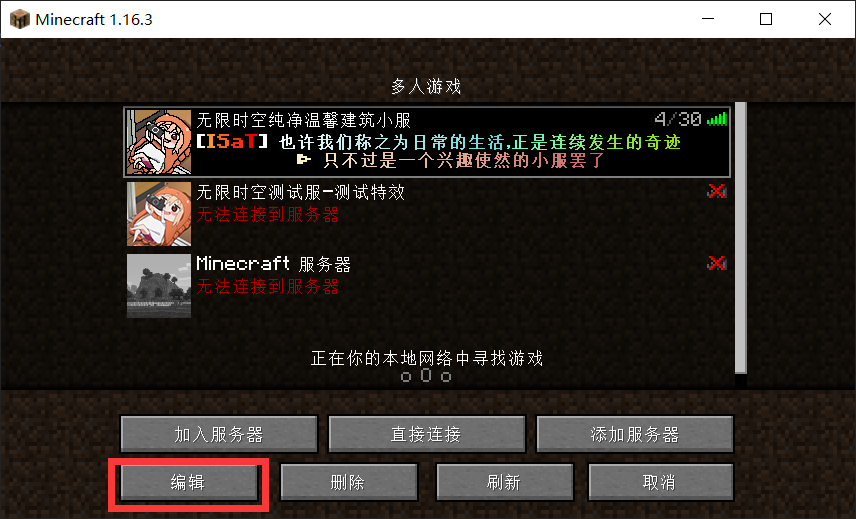 Minecraft 1.16.3
多人游戏
无限时空纯净温馨建筑小服 4/30
[ISaT] 也许我们称之为日常的生活,正是连续发生的奇迹
只不过是一个兴趣使然的小服罢了
无限时空测试服-测试特效
无法连接到服务器
Minecraft 服务器
无法连接到服务器
正在你的本地网络中寻找游戏
o O o
加入服务器 直接连接 添加服务器
编辑 删除 刷新 取消